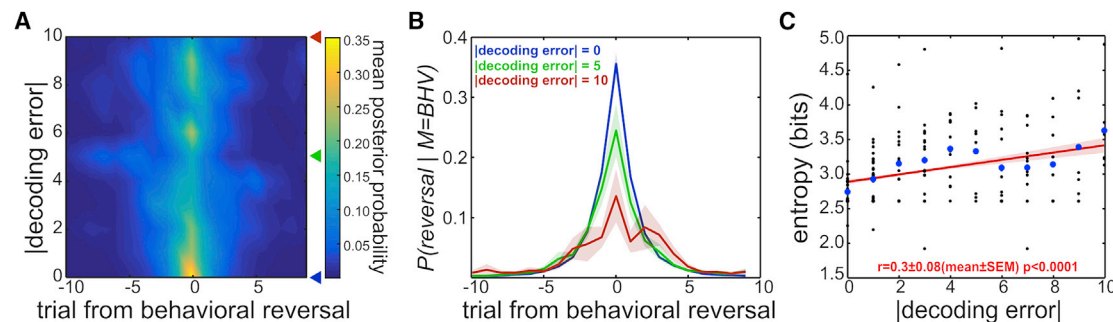 A
|decoding error|
10
8
6
4
2
0
-10
-5
0
5
trial from behavioral reversal
0.35
0.30
0.25
0.20
0.15
0.10
0.05
0.00
mean posterior probability
B
P(reversal | M=BHV)
0.4
0.3
0.2
0.1
|decoding error| = 0
|decoding error| = 5
|decoding error| = 10
-10
-5
0
5
10
trial from behavioral reversal
C
entropy (bits)
5.0
4.5
4.0
3.5
3.0
2.5
2.0
1.5
r=0.3±0.08(mean±SEM) p<0.0001
0
2
4
6
8
10
|decoding error|